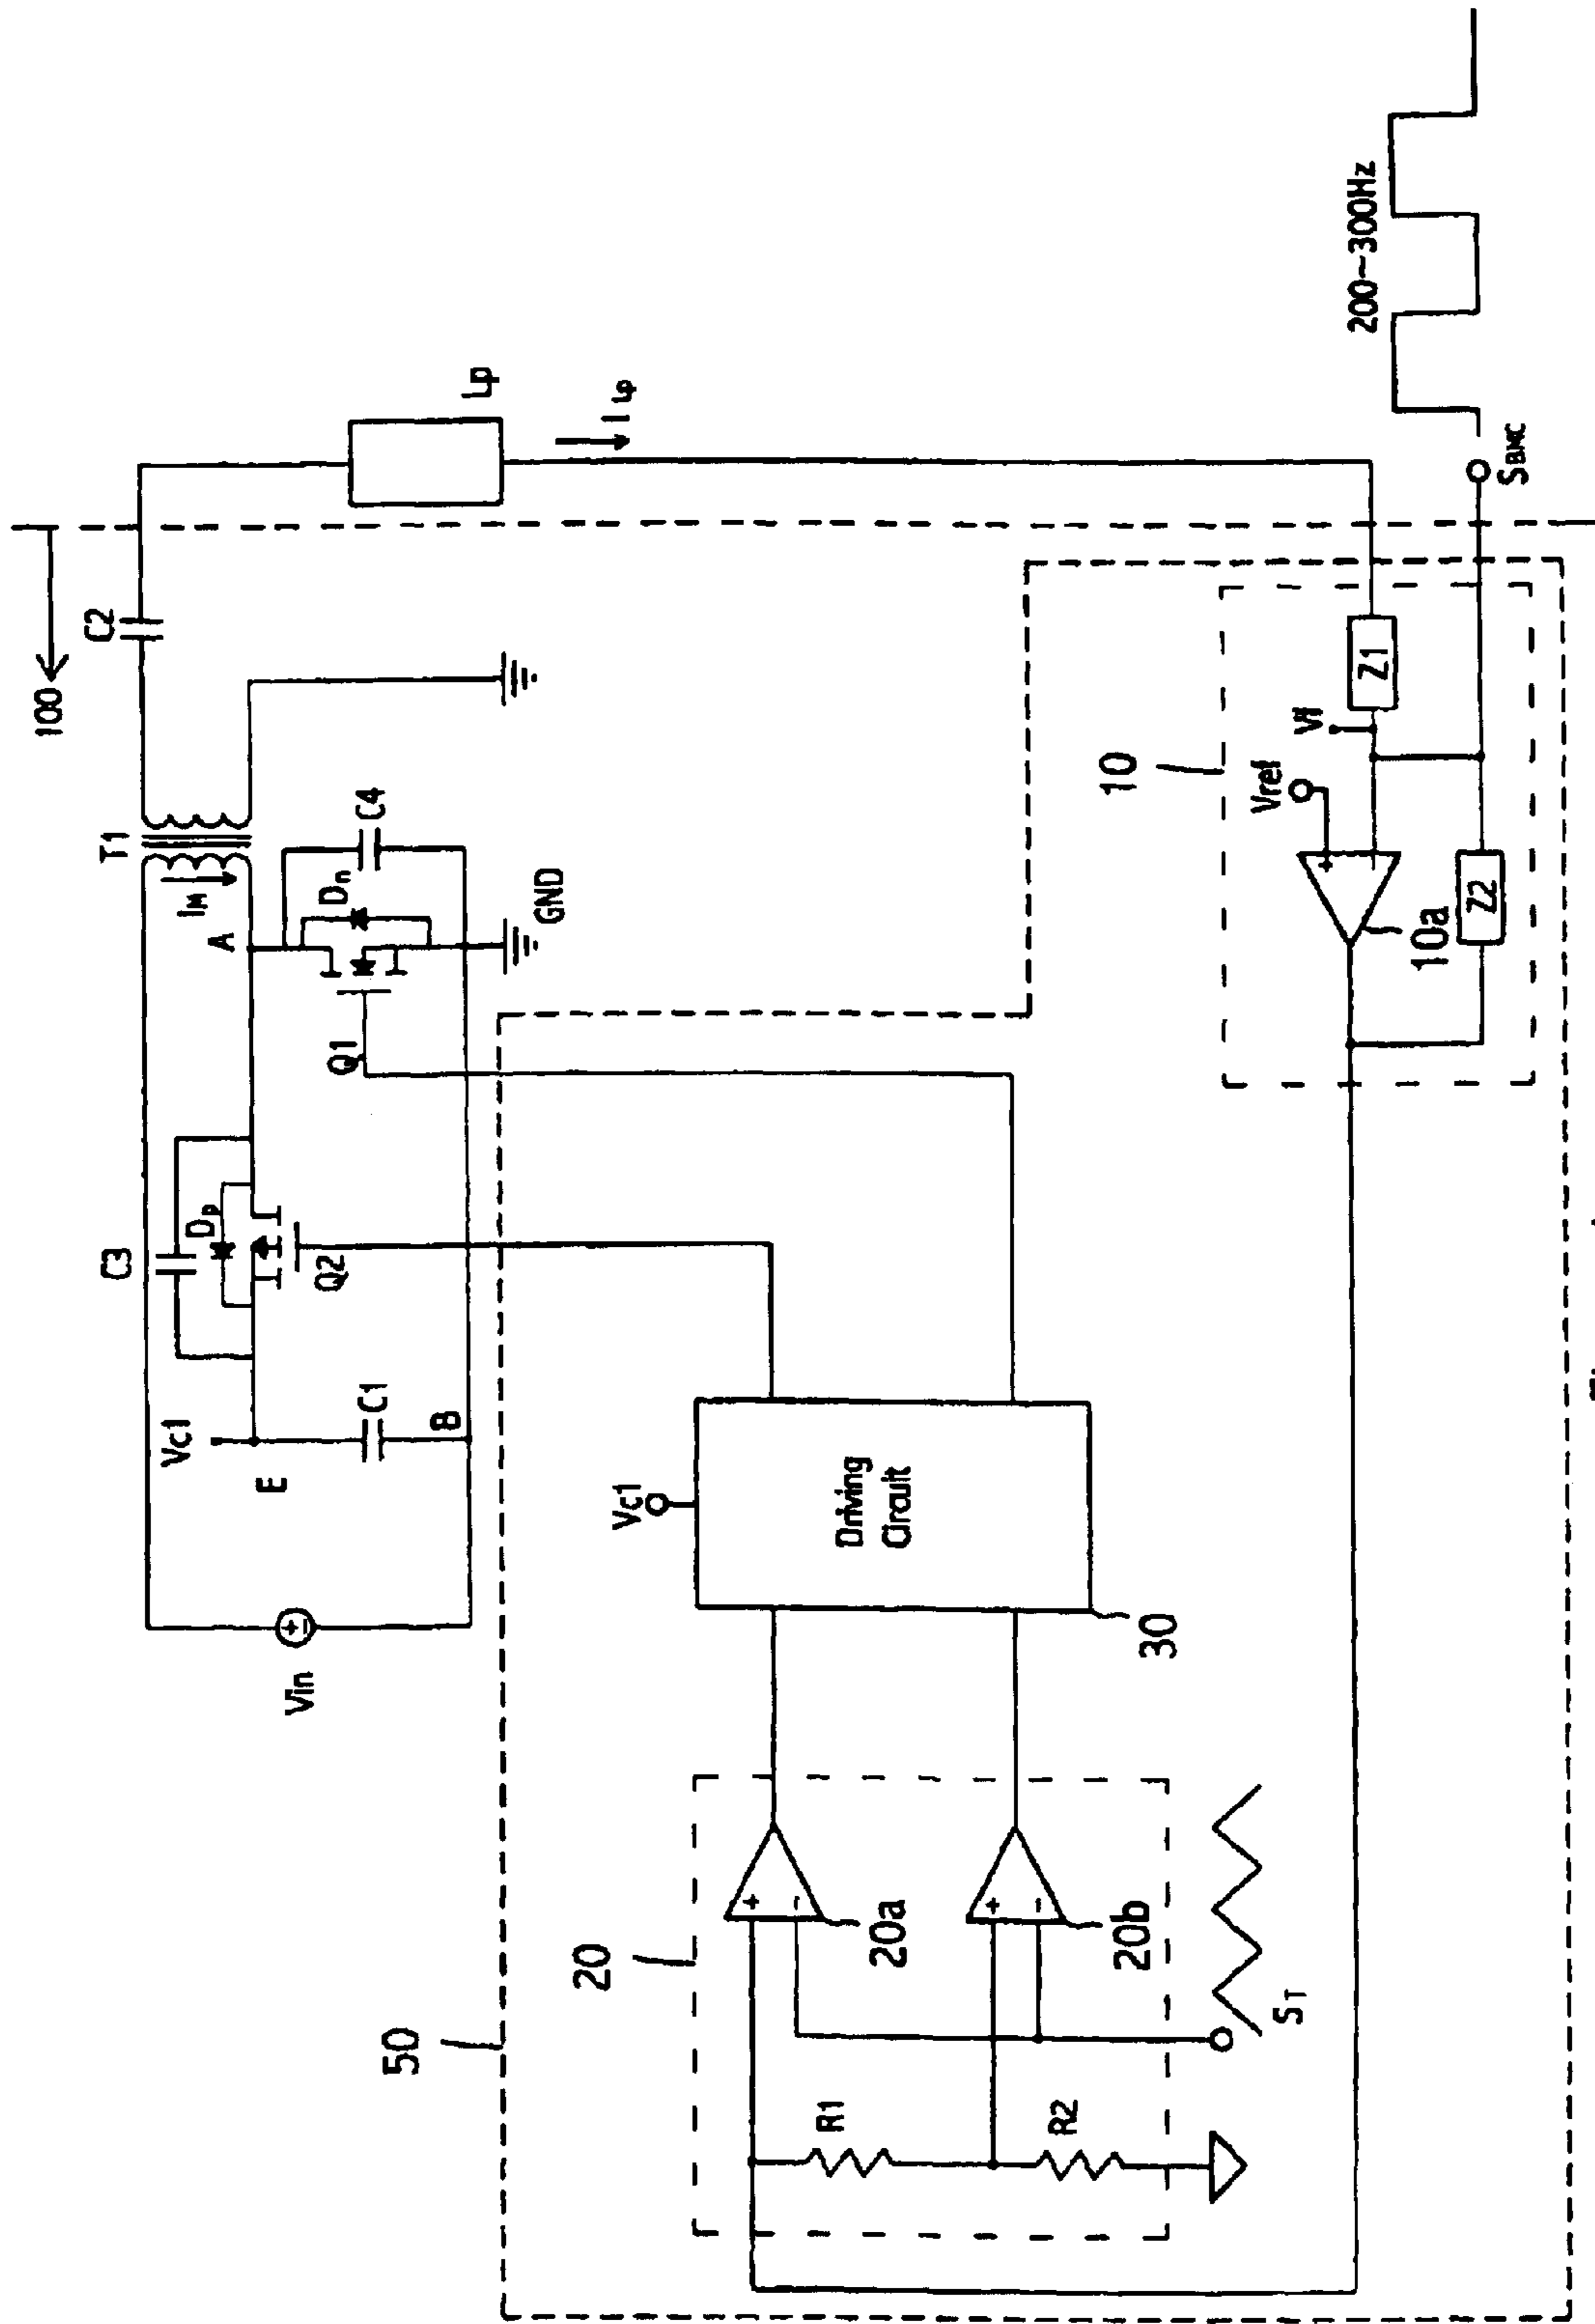 100
T1
C2
C3
Dp
Q2
A
IM
Dn
C4
Q1
GND
Vc1
E
C1
B
Vin
Lp
ILp
50
20
20a
20b
R1
R2
ST
Vc1
Driving
Circuit
30
10
Vref
Vf
Z1
10a
Z2
SBMC
200~300Hz